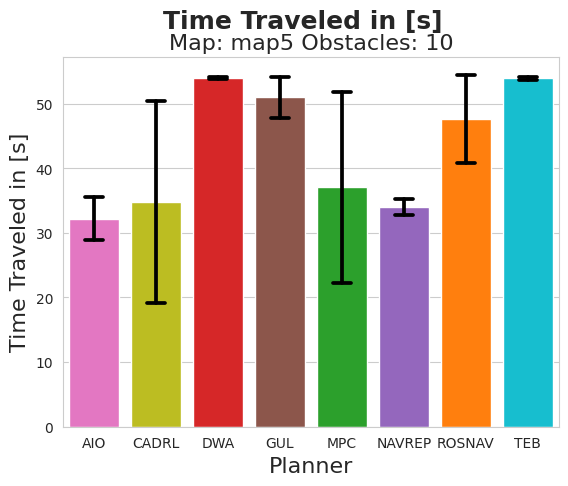 Time Traveled in [s]
Map: map5 Obstacles: 10
Time Traveled in [s]
50
40
30
20
10
0
AIO CADRL DWA GUL MPC NAVREP ROSNAV TEB
Planner